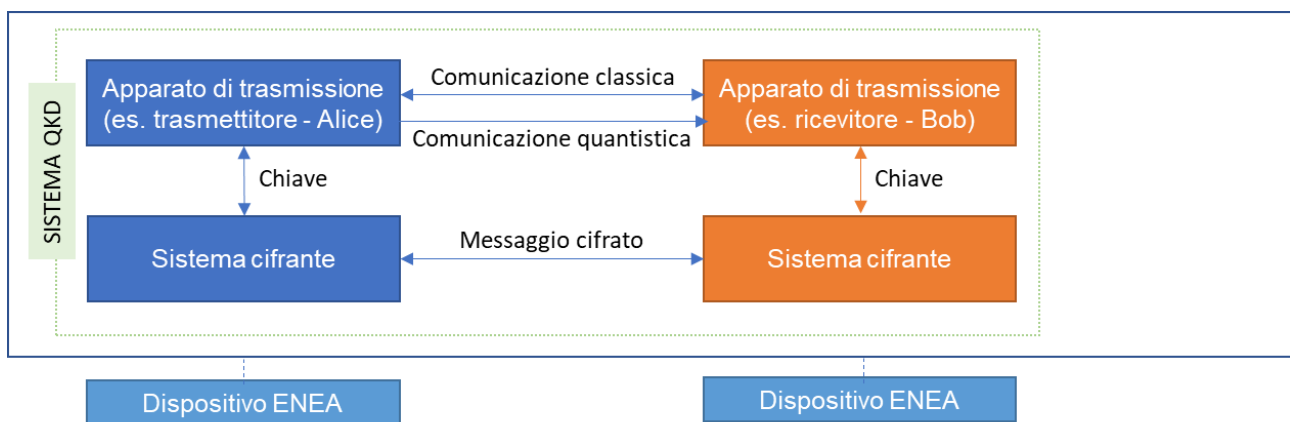 SISTEMA QKD
Apparato di trasmissione
(es. trasmettitore - Alice)
Comunicazione classica
Comunicazione quantistica
Apparato di trasmissione
(es. ricevitore - Bob)
Chiave
Chiave
Sistema cifrante
Messaggio cifrato
Sistema cifrante
Dispositivo ENEA
Dispositivo ENEA